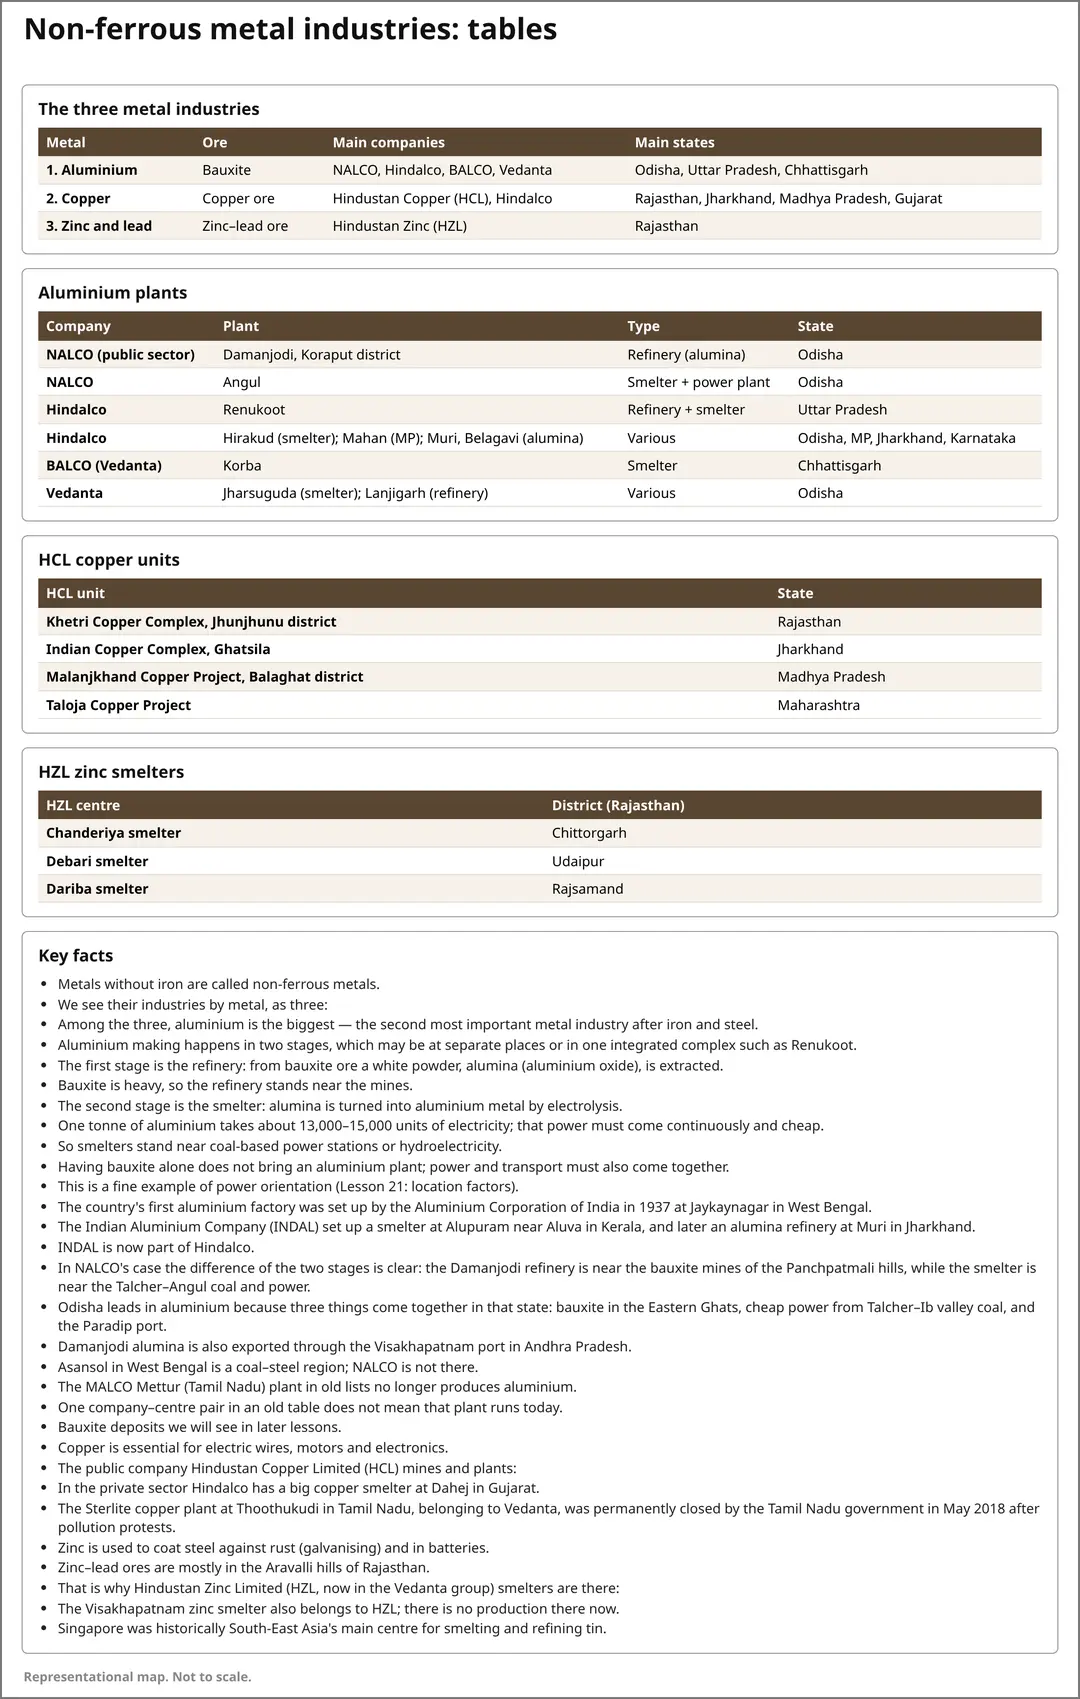 Non-ferrous metal industries: tables
The three metal industries
Metal Ore Main companies Main states
1. Aluminium Bauxite NALCO, Hindalco, BALCO, Vedanta Odisha, Uttar Pradesh, Chhattisgarh
2. Copper Copper ore Hindustan Copper (HCL), Hindalco Rajasthan, Jharkhand, Madhya Pradesh, Gujarat
3. Zinc and lead Zinc–lead ore Hindustan Zinc (HZL) Rajasthan
Aluminium plants
Company Plant Type State
NALCO (public sector) Damanjodi, Koraput district Refinery (alumina) Odisha
NALCO Angul Smelter + power plant Odisha
Hindalco Renukoot Refinery + smelter Uttar Pradesh
Hindalco Hirakud (smelter); Mahan (MP); Muri, Belagavi (alumina) Various Odisha, MP, Jharkhand, Karnataka
BALCO (Vedanta) Korba Smelter Chhattisgarh
Vedanta Jharsuguda (smelter); Lanjigarh (refinery) Various Odisha
HCL copper units
HCL unit State
Khetri Copper Complex, Jhunjhunu district Rajasthan
Indian Copper Complex, Ghatsila Jharkhand
Malanjkhand Copper Project, Balaghat district Madhya Pradesh
Taloja Copper Project Maharashtra
HZL zinc smelters
HZL centre District (Rajasthan)
Chanderiya smelter Chittorgarh
Debari smelter Udaipur
Dariba smelter Rajsamand
Key facts
• Metals without iron are called non-ferrous metals.
• We see their industries by metal, as three:
• Among the three, aluminium is the biggest — the second most important metal industry after iron and steel.
• Aluminium making happens in two stages, which may be at separate places or in one integrated complex such as Renukoot.
• The first stage is the refinery: from bauxite ore a white powder, alumina (aluminium oxide), is extracted.
• Bauxite is heavy, so the refinery stands near the mines.
• The second stage is the smelter: alumina is turned into aluminium metal by electrolysis.
• One tonne of aluminium takes about 13,000–15,000 units of electricity; that power must come continuously and cheap.
• So smelters stand near coal-based power stations or hydroelectricity.
• Having bauxite alone does not bring an aluminium plant; power and transport must also come together.
• This is a fine example of power orientation (Lesson 21: location factors).
• The country's first aluminium factory was set up by the Aluminium Corporation of India in 1937 at Jaykaynagar in West Bengal.
• The Indian Aluminium Company (INDAL) set up a smelter at Alupuram near Aluva in Kerala, and later an alumina refinery at Muri in Jharkhand.
• INDAL is now part of Hindalco.
• In NALCO's case the difference of the two stages is clear: the Damanjodi refinery is near the bauxite mines of the Panchpatmali hills, while the smelter is
near the Talcher–Angul coal and power.
• Odisha leads in aluminium because three things come together in that state: bauxite in the Eastern Ghats, cheap power from Talcher–Ib valley coal, and
the Paradip port.
• Damanjodi alumina is also exported through the Visakhapatnam port in Andhra Pradesh.
• Asansol in West Bengal is a coal–steel region; NALCO is not there.
• The MALCO Mettur (Tamil Nadu) plant in old lists no longer produces aluminium.
• One company–centre pair in an old table does not mean that plant runs today.
• Bauxite deposits we will see in later lessons.
• Copper is essential for electric wires, motors and electronics.
• The public company Hindustan Copper Limited (HCL) mines and plants:
• In the private sector Hindalco has a big copper smelter at Dahej in Gujarat.
• The Sterlite copper plant at Thoothukudi in Tamil Nadu, belonging to Vedanta, was permanently closed by the Tamil Nadu government in May 2018 after
pollution protests.
• Zinc is used to coat steel against rust (galvanising) and in batteries.
• Zinc–lead ores are mostly in the Aravalli hills of Rajasthan.
• That is why Hindustan Zinc Limited (HZL, now in the Vedanta group) smelters are there:
• The Visakhapatnam zinc smelter also belongs to HZL; there is no production there now.
• Singapore was historically South-East Asia's main centre for smelting and refining tin.
Representational map. Not to scale.